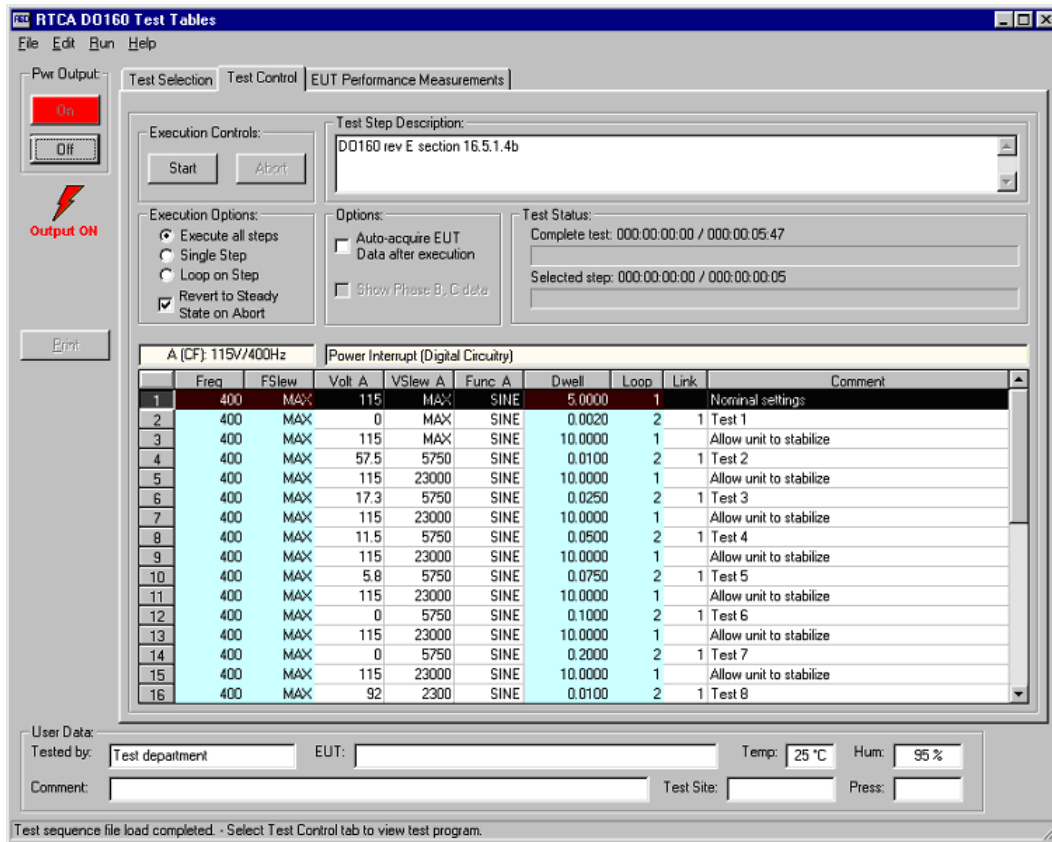 RTCA DO160 Test Tables
File Edit Run Help
Pwr Output:
On
Off
Output ON
Print
Test Selection Test Control EUT Performance Measurements
Execution Controls:
Start Abort
Test Step Description:
DO160 rev E section 16.5.1.4b
Execution Options:
Execute all steps
Single Step
Loop on Step
Revert to Steady
State on Abort
Options:
Auto-acquire EUT
Data after execution
Show Phase B, C data
Test Status:
Complete test: 000:00:00:00 / 000:00:05:47
Selected step: 000:00:00:00 / 000:00:00:05
A (CF): 115V/400Hz Power Interrupt (Digital Circuitry)
Freq FSlew Volt A VSlew A Func A Dwell Loop Link Comment
1 400 MAX 115 MAX SINE 5.0000 1 Nominal settings
2 400 MAX 0 MAX SINE 0.0020 2 1 Test 1
3 400 MAX 115 MAX SINE 10.0000 1 Allow unit to stabilize
4 400 MAX 57.5 5750 SINE 0.0100 2 1 Test 2
5 400 MAX 115 23000 SINE 10.0000 1 Allow unit to stabilize
6 400 MAX 17.3 5750 SINE 0.0250 2 1 Test 3
7 400 MAX 115 23000 SINE 10.0000 1 Allow unit to stabilize
8 400 MAX 11.5 5750 SINE 0.0500 2 1 Test 4
9 400 MAX 115 23000 SINE 10.0000 1 Allow unit to stabilize
10 400 MAX 5.8 5750 SINE 0.0750 2 1 Test 5
11 400 MAX 115 23000 SINE 10.0000 1 Allow unit to stabilize
12 400 MAX 0 5750 SINE 0.1000 2 1 Test 6
13 400 MAX 115 23000 SINE 10.0000 1 Allow unit to stabilize
14 400 MAX 0 5750 SINE 0.2000 2 1 Test 7
15 400 MAX 115 23000 SINE 10.0000 1 Allow unit to stabilize
16 400 MAX 92 2300 SINE 0.0100 2 1 Test 8
User Data:
Tested by: Test department EUT: Temp: 25 °C Hum: 95 %
Comment: Test Site: Press:
Test sequence file load completed. - Select Test Control tab to view test program.